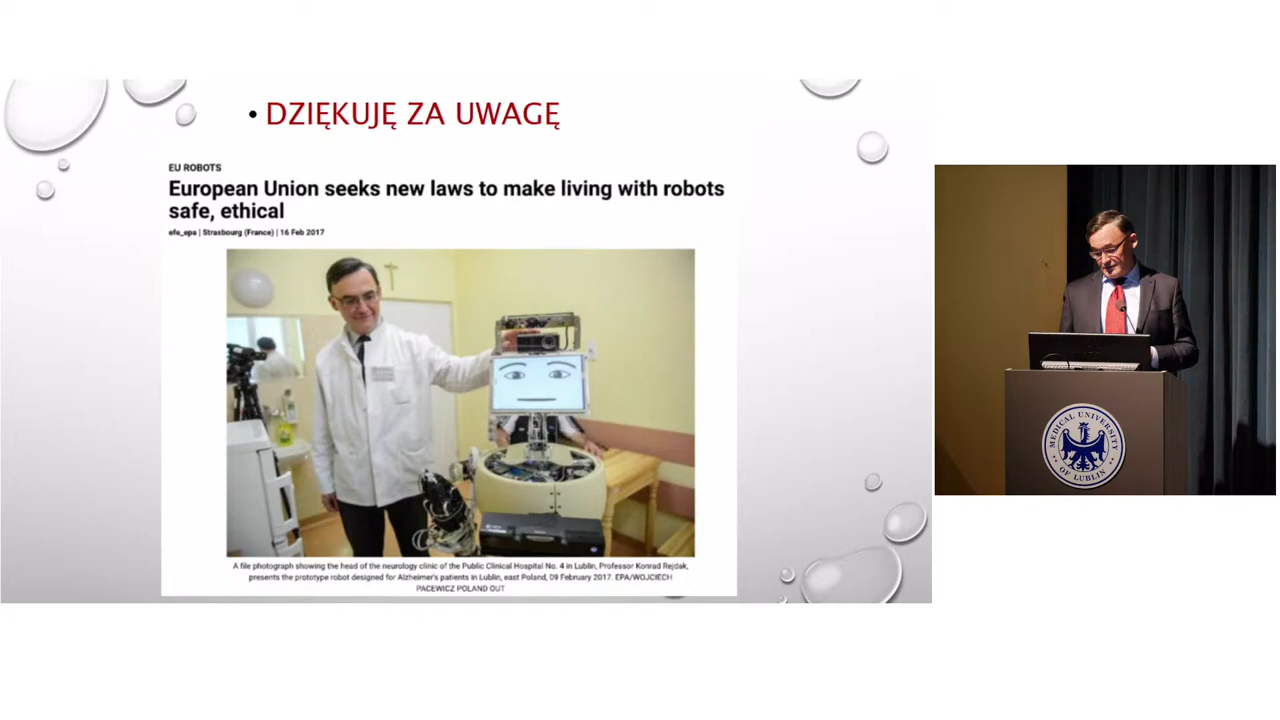 • DZIĘKUJĘ ZA UWAGĘ
EU ROBOTS
European Union seeks new laws to make living with robots
safe, ethical
efe_epa | Strasbourg (France) | 16 Feb 2017
A file photograph showing the head of the neurology clinic of the Public Clinical Hospital No. 4 in Lublin, Professor Konrad Rejdak,
presents the prototype robot designed for Alzheimer's patients in Lublin, east Poland, 09 February 2017. EPA/WOJCIECH
PACEWICZ POLAND OUT
MEDICAL UNIVERSITY
OF LUBLIN